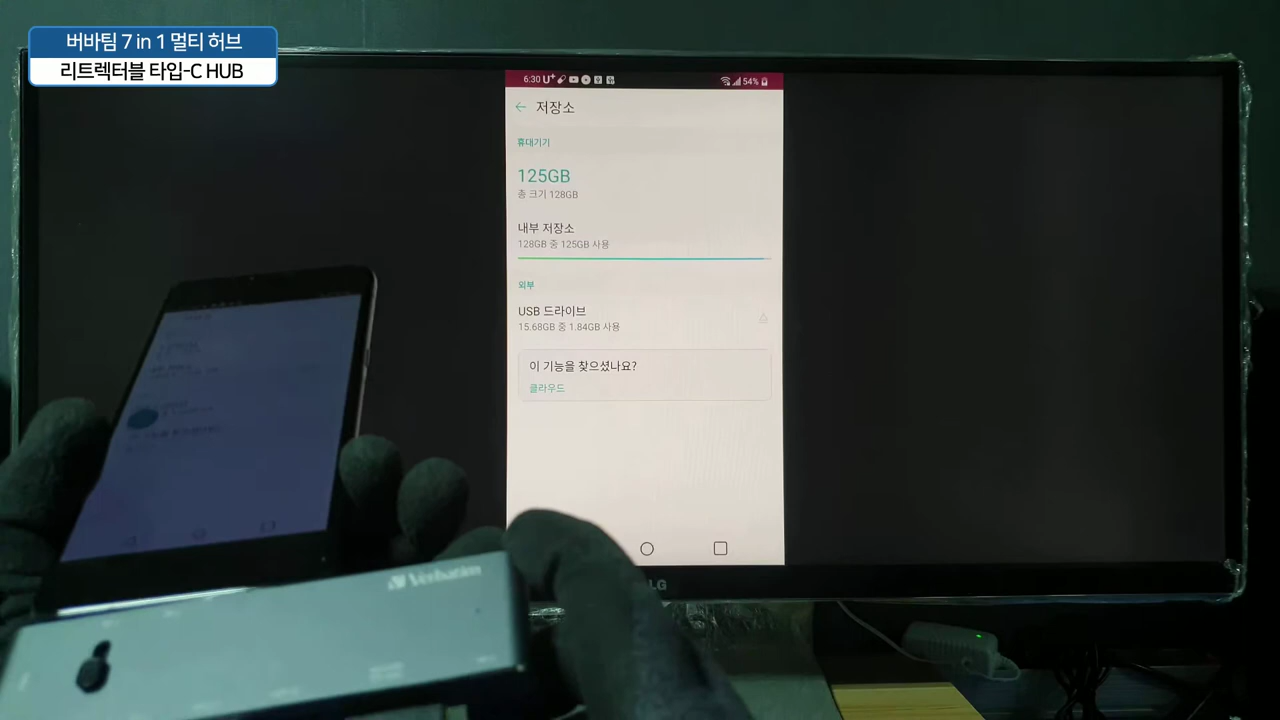 버바팀 7 in 1 멀티 허브
리트렉터블 타입-C HUB
6:30 U+ 54%
← 저장소
휴대기기
125GB
총 크기 128GB
내부 저장소
128GB 중 125GB 사용
외부
USB 드라이브
15.68GB 중 1.84GB 사용
이 기능을 찾으셨나요?
클라우드
LG
Verbatim